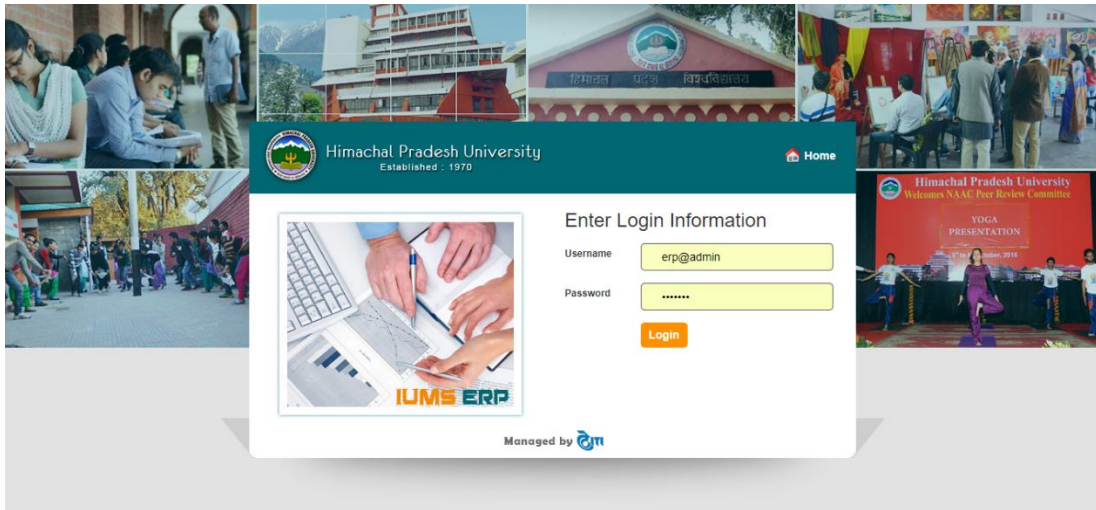 हिमाचल प्रदेश विश्वविद्यालय
Himachal Pradesh University
Established : 1970
Home
Himachal Pradesh University
Welcomes NAAC Peer Review Committee
YOGA
PRESENTATION
Enter Login Information
Username
erp@admin
Password
•••••••
Login
IUMS ERP
Managed by